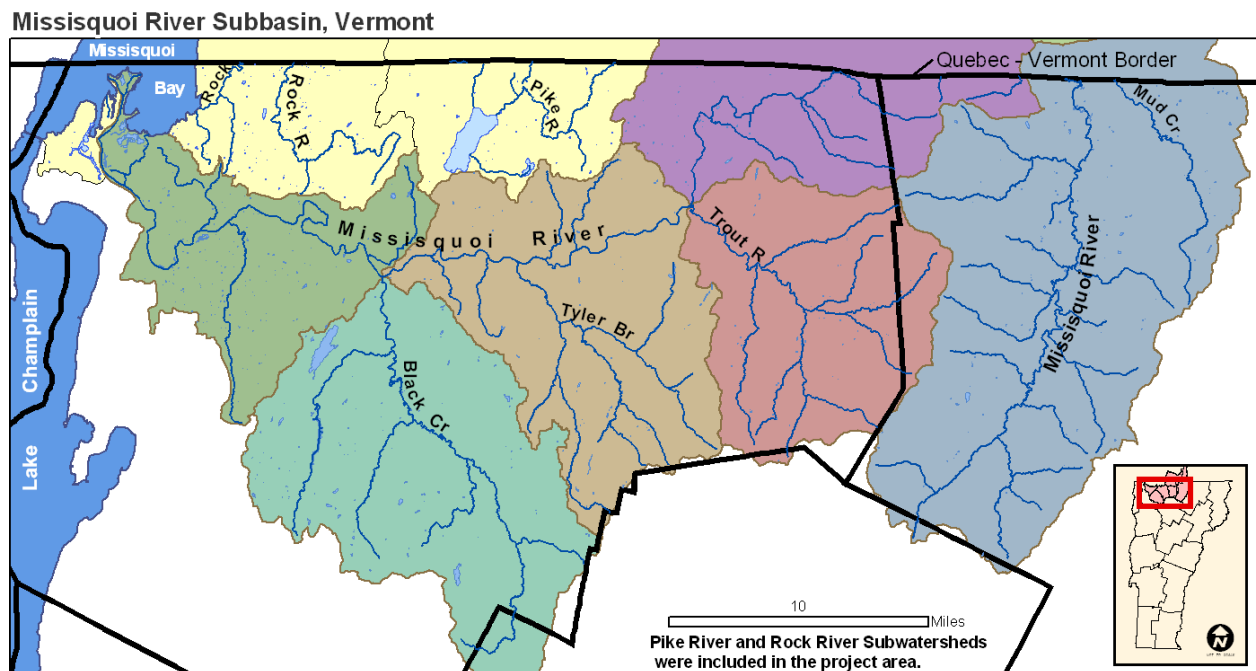 Missisquoi River Subbasin, Vermont
Missisquoi
Bay
Quebec - Vermont Border
Rock
Rock R
Pike R
Mud Cr
Missisquoi River
Trout R
Missisquoi River
Tyler Br
Black Cr
Champlain
Lake
10
Miles
Pike River and Rock River Subwatersheds
were included in the project area.
N